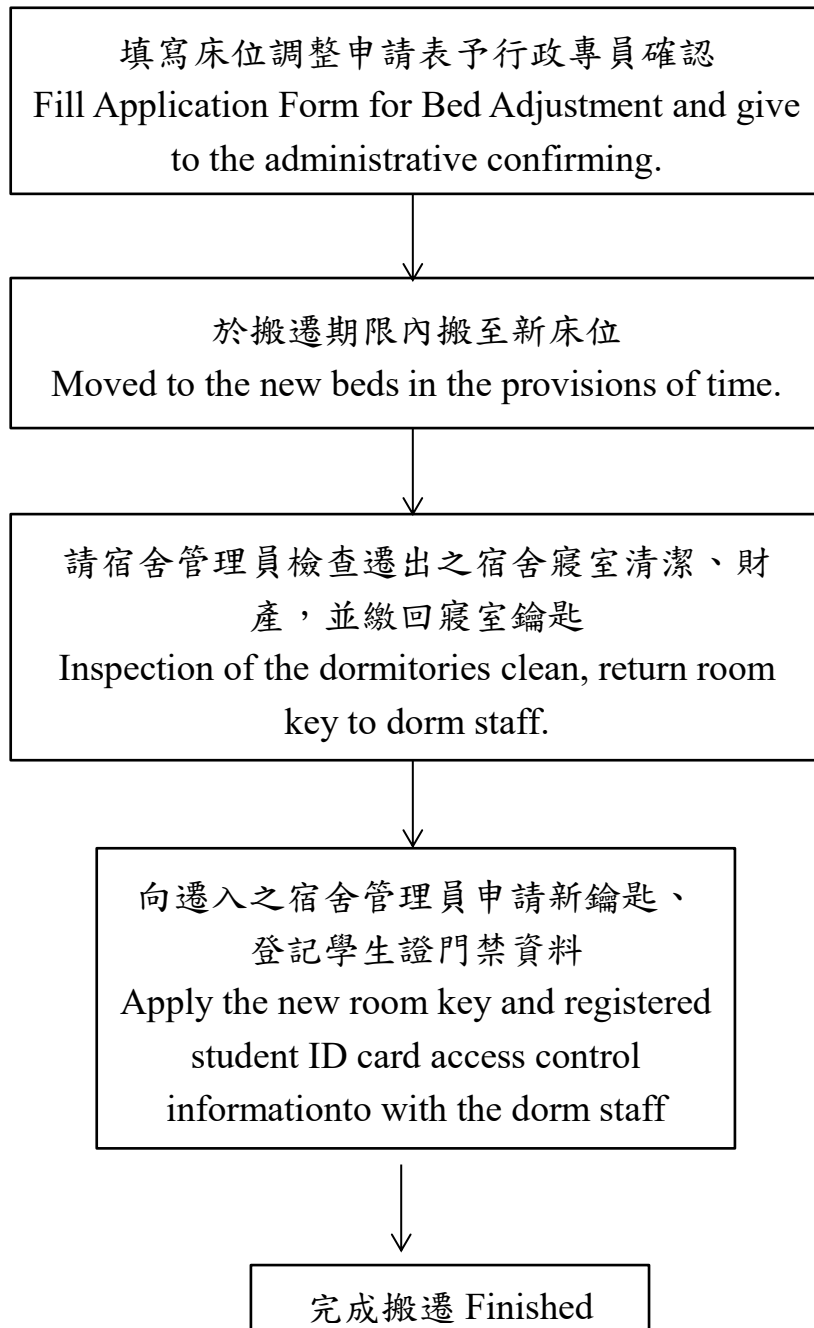 填寫床位調整申請表予行政專員確認
Fill Application Form for Bed Adjustment and give
to the administrative confirming.
於搬遷期限內搬至新床位
Moved to the new beds in the provisions of time.
請宿舍管理員檢查遷出之宿舍寢室清潔、財
產，並繳回寢室鑰匙
Inspection of the dormitories clean, return room
key to dorm staff.
向遷入之宿舍管理員申請新鑰匙、
登記學生證門禁資料
Apply the new room key and registered
student ID card access control
informationto with the dorm staff
完成搬遷 Finished